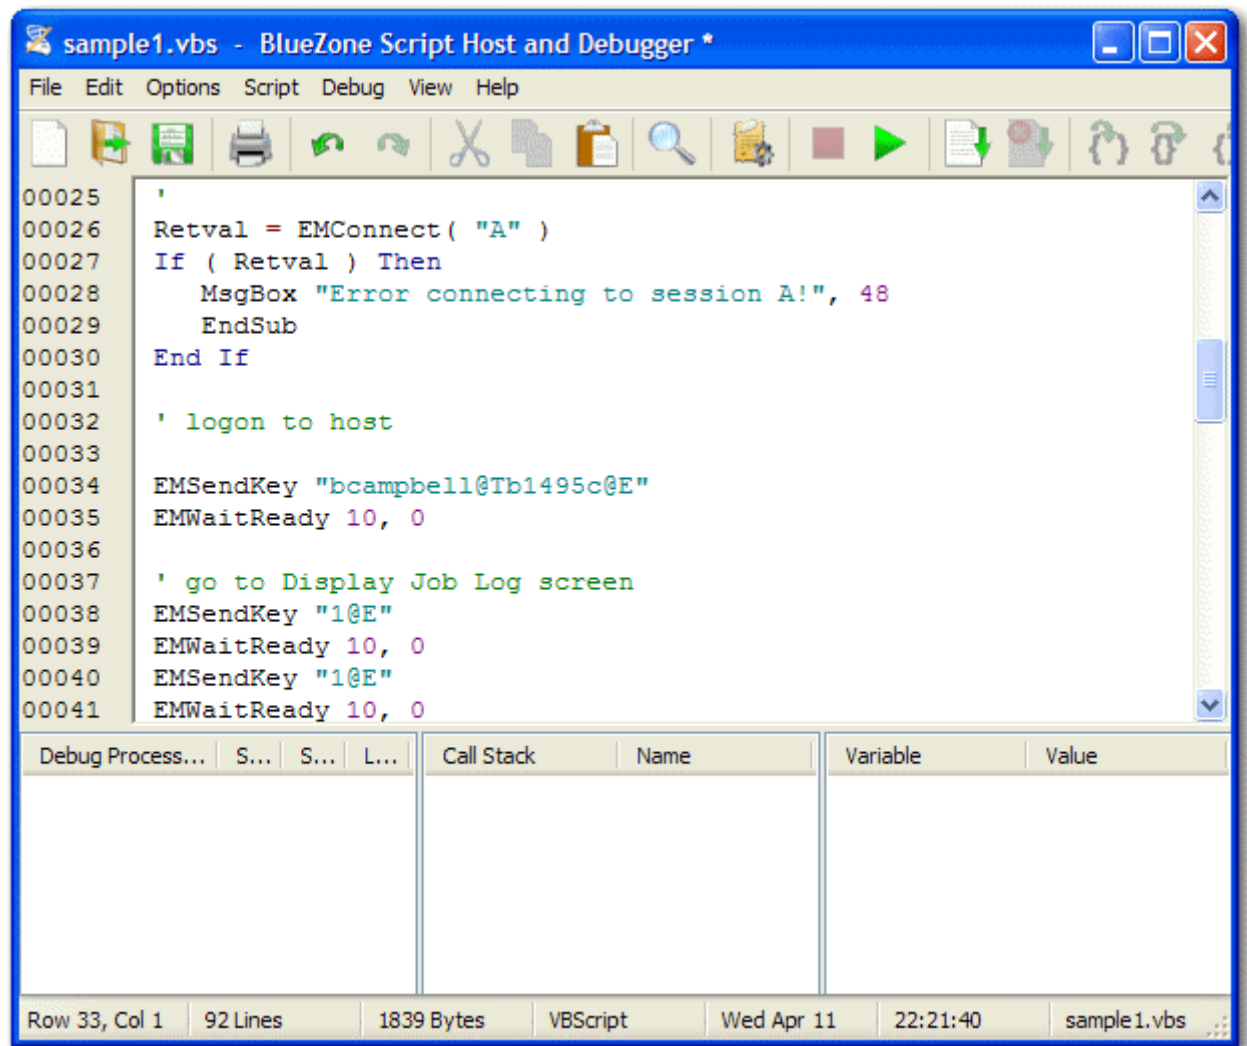 sample1.vbs - BlueZone Script Host and Debugger *
File Edit Options Script Debug View Help
00025 '
00026 Retval = EMConnect( "A" )
00027 If ( Retval ) Then
00028 MsgBox "Error connecting to session A!", 48
00029 EndSub
00030 End If
00031
00032 ' logon to host
00033
00034 EMSendKey "bcampbell@Tb1495c@E"
00035 EMWaitReady 10, 0
00036
00037 ' go to Display Job Log screen
00038 EMSendKey "1@E"
00039 EMWaitReady 10, 0
00040 EMSendKey "1@E"
00041 EMWaitReady 10, 0
Debug Process... S... S... L... Call Stack Name Variable Value
Row 33, Col 1 92 Lines 1839 Bytes VBScript Wed Apr 11 22:21:40 sample1.vbs